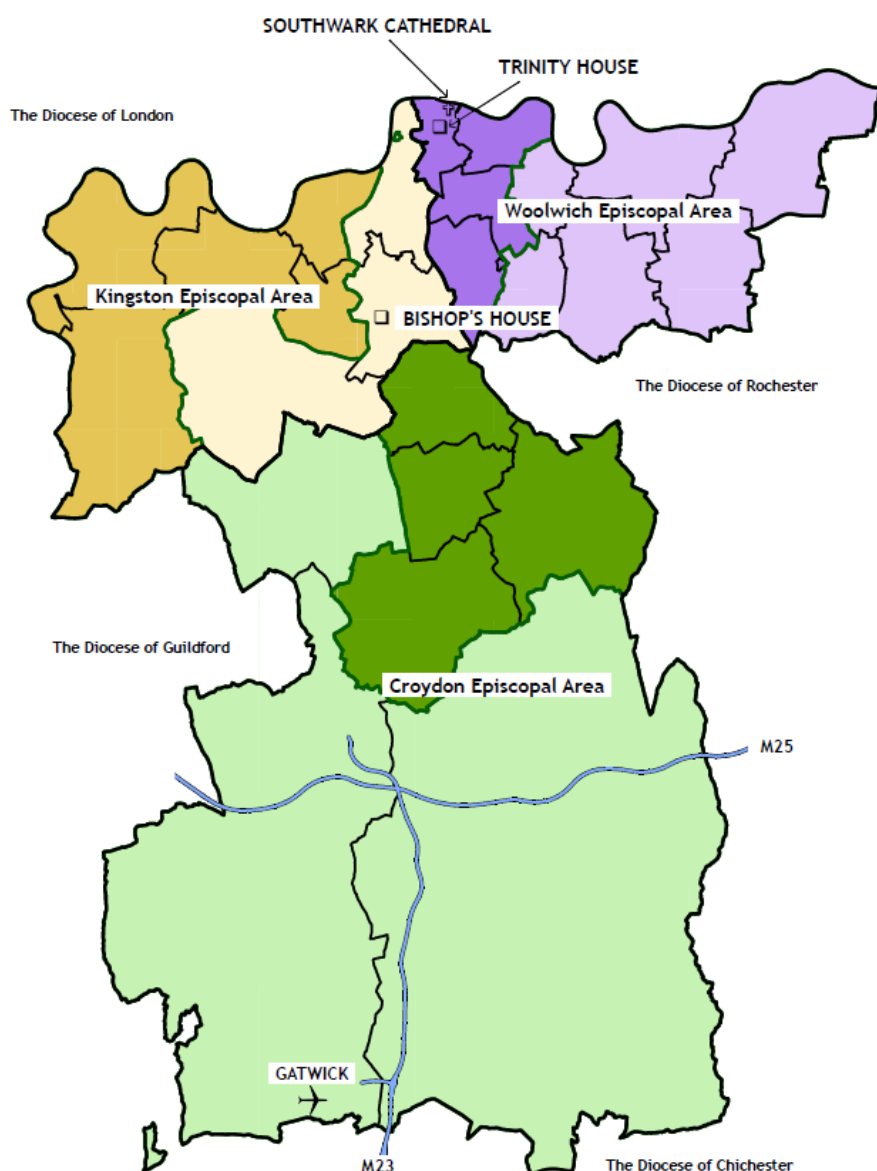 SOUTHWARK CATHEDRAL
TRINITY HOUSE
The Diocese of London
Woolwich Episcopal Area
Kingston Episcopal Area
BISHOP'S HOUSE
The Diocese of Rochester
The Diocese of Guildford
Croydon Episcopal Area
M25
GATWICK
M23
The Diocese of Chichester